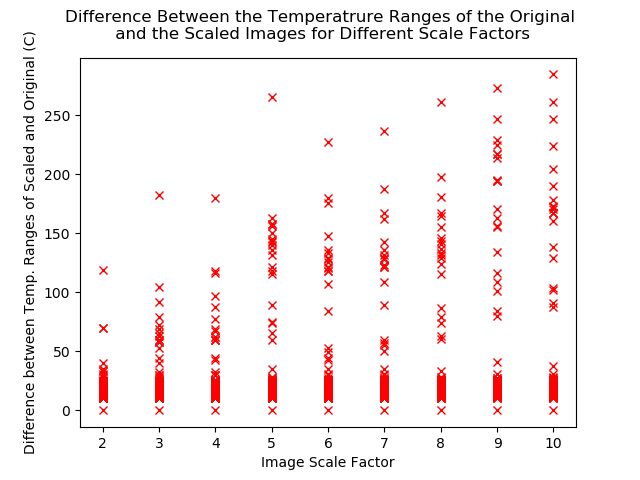 Difference Between the Temperatrure Ranges of the Original
and the Scaled Images for Different Scale Factors
Difference between Temp. Ranges of Scaled and Original (C)
250
200
150
100
50
0
2 3 4 5 6 7 8 9 10
Image Scale Factor